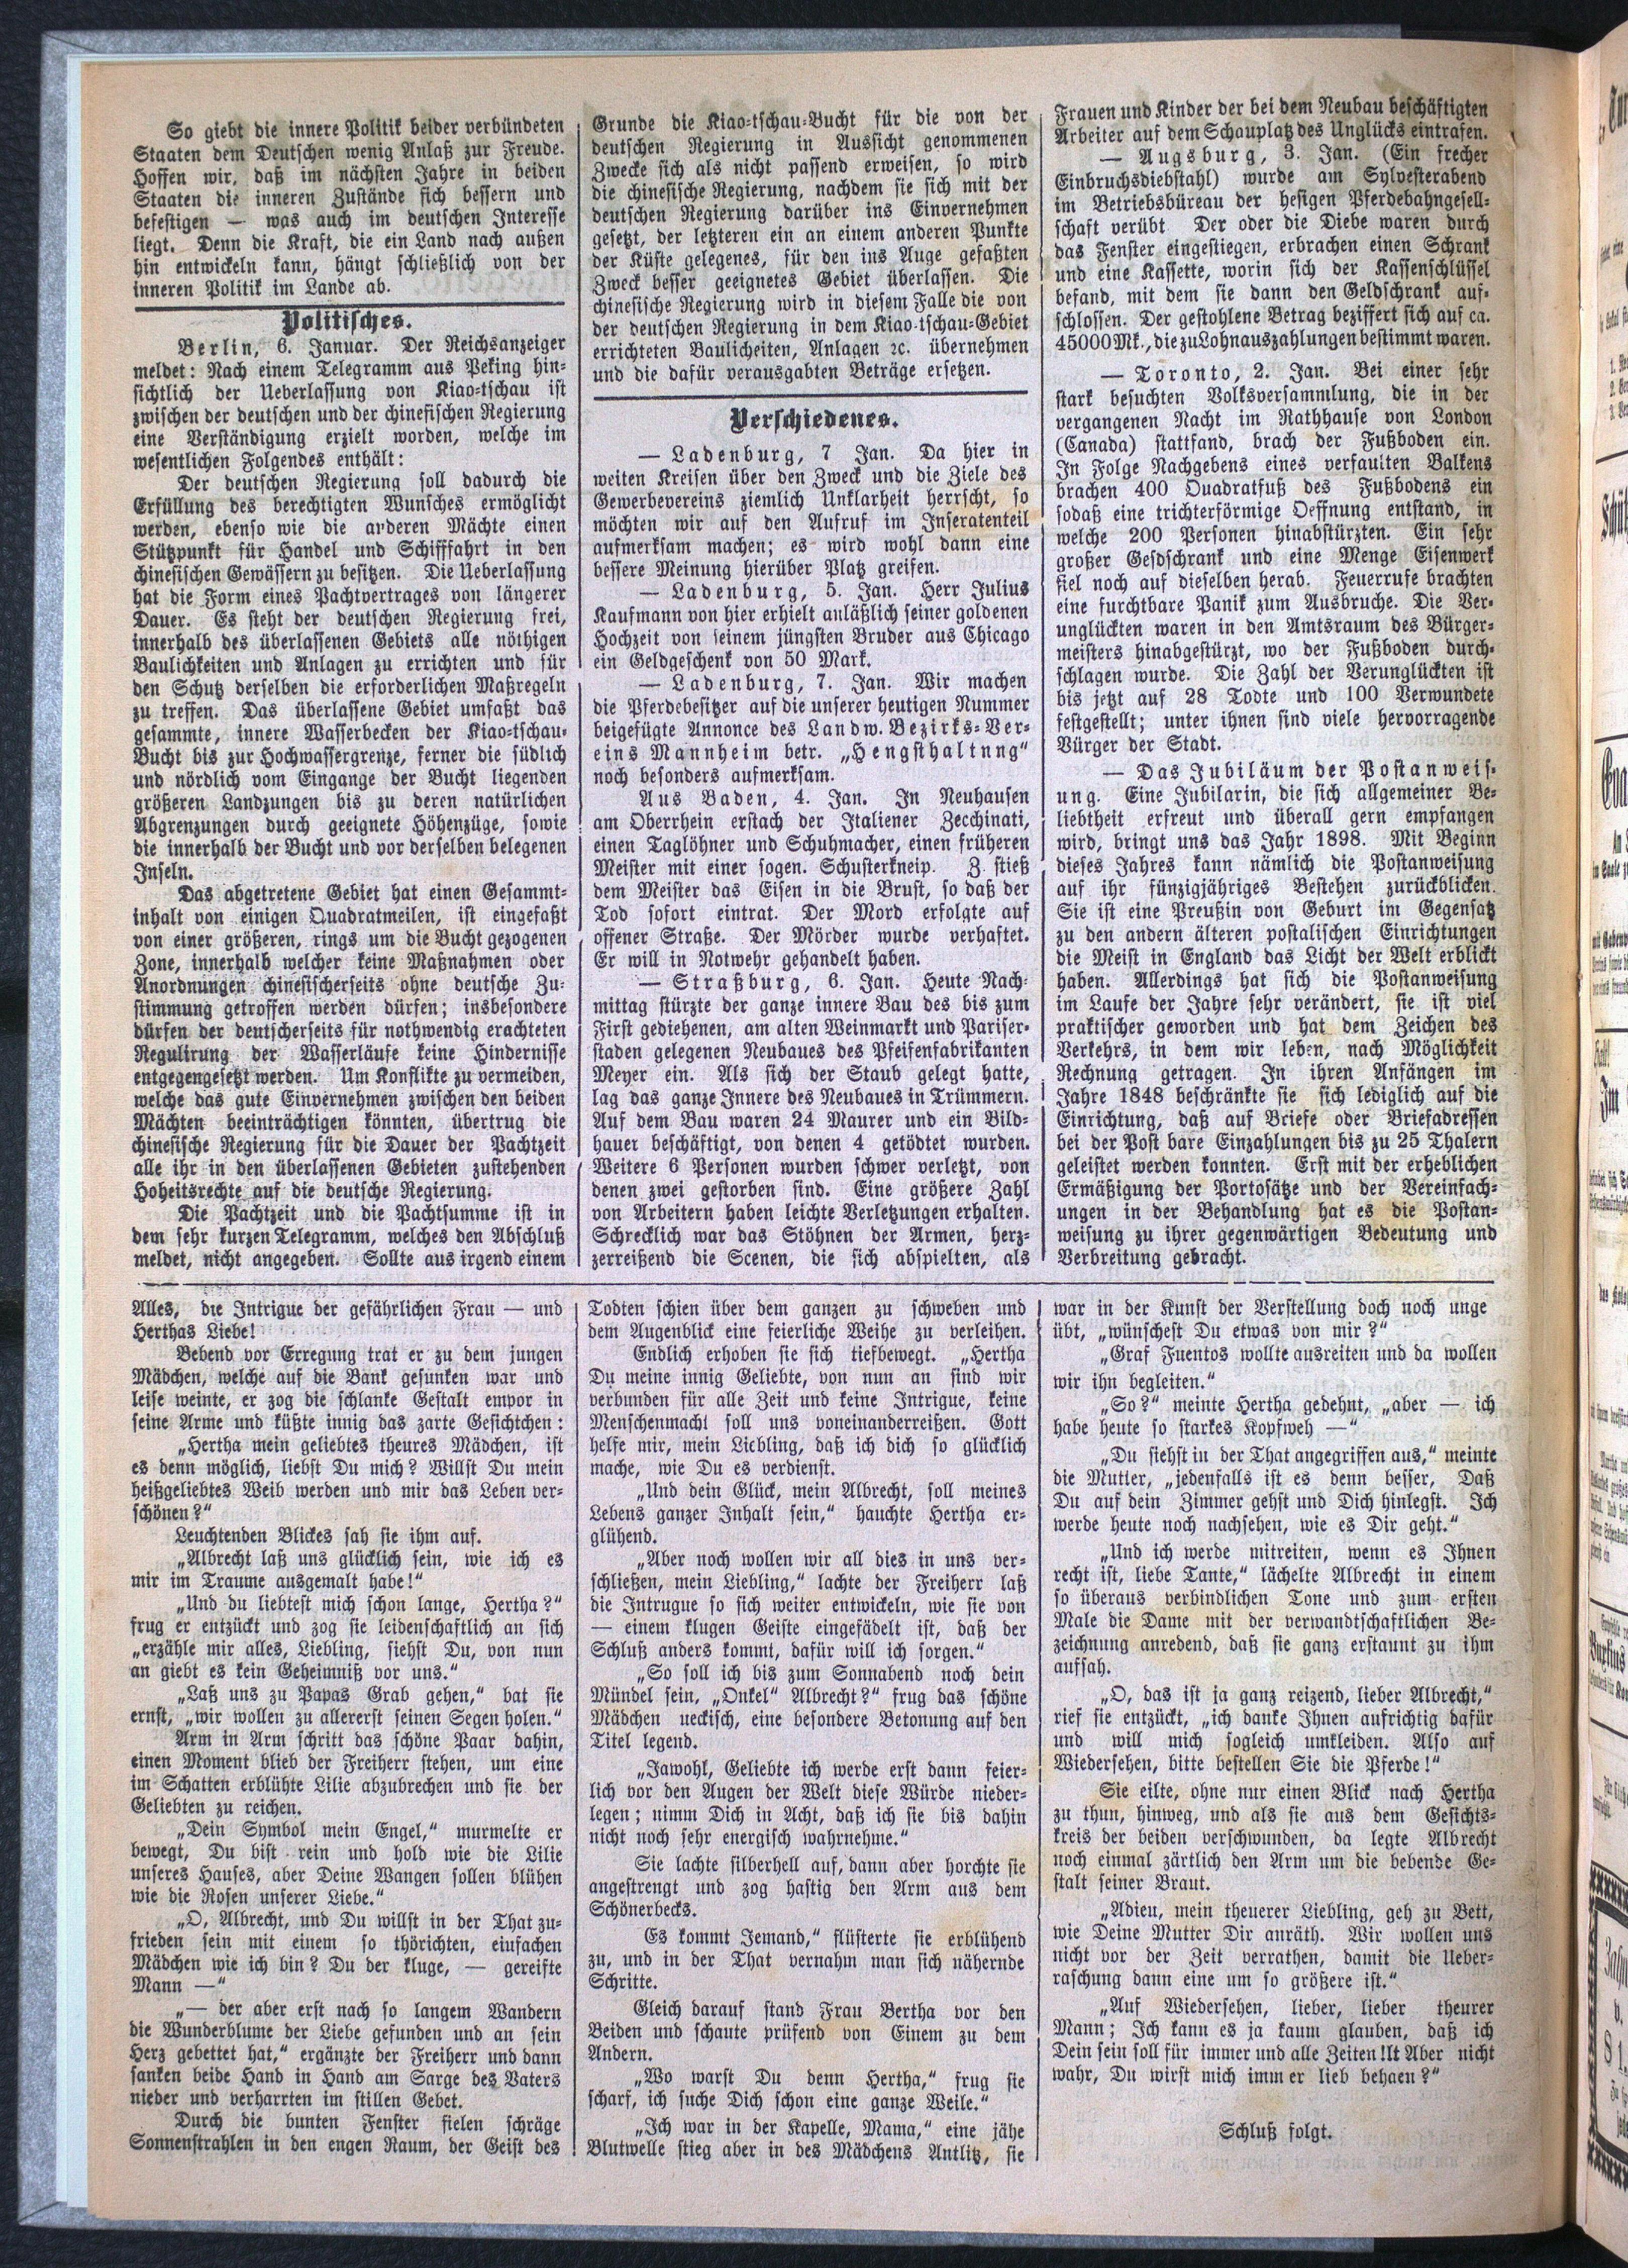 So giebt die innere Politik beider verbündeten
Staaten dem Deutschen wenig Anlaß zur Freude.
Hoffen wir, daß im nächsten Jahre in beiden
Staaten die inneren Zustände sich bessern und
befestigen — was auch im deutschen Interesse
liegt. Denn die Kraft, die ein Land nach außen
hin entwickeln kann, hängt schließlich von der
inneren Politik im Lande ab.
Politisches.
Berlin, 6. Januar. Der Reichsanzeiger
meldet: Nach einem Telegramm aus Peking hin-
sichtlich der Ueberlassung von Kiao-tschau ist
zwischen der deutschen und der chinesischen Regierung
eine Verständigung erzielt worden, welche im
wesentlichen Folgendes enthält:
Der deutschen Regierung soll dadurch die
Erfüllung des berechtigten Wunsches ermöglicht
werden, ebenso wie die anderen Mächte einen
Stützpunkt für Handel und Schifffahrt in den
chinesischen Gewässern zu besitzen. Die Ueberlassung
hat die Form eines Pachtvertrages von längerer
Dauer. Es steht der deutschen Regierung frei,
innerhalb des überlassenen Gebiets alle nöthigen
Baulichkeiten und Anlagen zu errichten und für
den Schutz derselben die erforderlichen Maßregeln
zu treffen. Das überlassene Gebiet umfaßt das
gesammte, innere Wasserbecken der Kiao-tschau-
Bucht bis zur Hochwassergrenze, ferner die südlich
und nördlich vom Eingange der Bucht liegenden
größeren Landzungen bis zu deren natürlichen
Abgrenzungen durch geeignete Höhenzüge, sowie
die innerhalb der Bucht und vor derselben belegenen
Inseln.
Das abgetretene Gebiet hat einen Gesammt-
inhalt von einigen Quadratmeilen, ist eingefaßt
von einer größeren, rings um die Bucht gezogenen
Zone, innerhalb welcher keine Maßnahmen oder
Anordnungen chinesischerseits ohne deutsche Zu-
stimmung getroffen werden dürfen; insbesondere
dürfen der deutscherseits für nothwendig erachteten
Regulirung der Wasserläufe keine Hindernisse
entgegengesetzt werden. Um Konflikte zu vermeiden,
welche das gute Einvernehmen zwischen den beiden
Mächten beeinträchtigen könnten, übertrug die
chinesische Regierung für die Dauer der Pachtzeit
alle ihr in den überlassenen Gebieten zustehenden
Hoheitsrechte auf die deutsche Regierung.
Die Pachtzeit und die Pachtsumme ist in
dem sehr kurzen Telegramm, welches den Abschluß
meldet, nicht angegeben. Sollte aus irgend einem
Grunde die Kiao-tschau-Bucht für die von der
deutschen Regierung in Aussicht genommenen
Zwecke sich als nicht passend erweisen, so wird
die chinesische Regierung, nachdem sie sich mit der
deutschen Regierung darüber ins Einvernehmen
gesetzt, der letzteren ein an einem anderen Punkte
der Küste gelegenes, für den ins Auge gefaßten
Zweck besser geeignetes Gebiet überlassen. Die
chinesische Regierung wird in diesem Falle die von
der deutschen Regierung in dem Kiao-tschau-Gebiet
errichteten Baulicheiten, Anlagen ꝛc. übernehmen
und die dafür verausgabten Beträge ersetzen.
Verschiedenes.
— Ladenburg, 7 Jan. Da hier in
weiten Kreisen über den Zweck und die Ziele des
Gewerbevereins ziemlich Unklarheit herrscht, so
möchten wir auf den Aufruf im Inseratenteil
aufmerksam machen; es wird wohl dann eine
bessere Meinung hierüber Platz greifen.
— Ladenburg, 5. Jan. Herr Julius
Kaufmann von hier erhielt anläßlich seiner goldenen
Hochzeit von seinem jüngsten Bruder aus Chicago
ein Geldgeschenk von 50 Mark.
— Ladenburg, 7. Jan. Wir machen
die Pferdebesitzer auf die unserer heutigen Nummer
beigefügte Annonce des Landw. Bezirks-Ver-
eins Mannheim betr. „Hengsthaltnng“
noch besonders aufmerksam.
Aus Baden, 4. Jan. In Neuhausen
am Oberrhein erstach der Italiener Zecchinati,
einen Taglöhner und Schuhmacher, einen früheren
Meister mit einer sogen. Schusterkneip. Z. stieß
dem Meister das Eisen in die Brust, so daß der
Tod sofort eintrat. Der Mord erfolgte auf
offener Straße. Der Mörder wurde verhaftet.
Er will in Notwehr gehandelt haben.
— Straßburg, 6. Jan. Heute Nach-
mittag stürzte der ganze innere Bau des bis zum
First gediehenen, am alten Weinmarkt und Pariser-
staden gelegenen Neubaues des Pfeifenfabrikanten
Meyer ein. Als sich der Staub gelegt hatte,
lag das ganze Innere des Neubaues in Trümmern.
Auf dem Bau waren 24 Maurer und ein Bild-
hauer beschäftigt, von denen 4 getödtet wurden.
Weitere 6 Personen wurden schwer verletzt, von
denen zwei gestorben sind. Eine größere Zahl
von Arbeitern haben leichte Verletzungen erhalten.
Schrecklich war das Stöhnen der Armen, herz-
zerreißend die Scenen, die sich abspielten, als
Frauen und Kinder der bei dem Neubau beschäftigten
Arbeiter auf dem Schauplatz des Unglücks eintrafen.
— Augsburg, 3. Jan. (Ein frecher
Einbruchsdiebstahl) wurde am Sylvesterabend
im Betriebsbüreau der hesigen Pferdebahngesell-
schaft verübt Der oder die Diebe waren durch
das Fenster eingestiegen, erbrachen einen Schrank
und eine Kassette, worin sich der Kassenschlüssel
befand, mit dem sie dann den Geldschrank auf-
schlossen. Der gestohlene Betrag beziffert sich auf ca.
45000Mk., die zu Lohnauszahlungen bestimmt waren.
— Toronto, 2. Jan. Bei einer sehr
stark besuchten Volksversammlung, die in der
vergangenen Nacht im Rathhause von London
(Canada) stattfand, brach der Fußboden ein.
In Folge Nachgebens eines verfaulten Balkens
brachen 400 Quadratfuß des Fußbodens ein
sodaß eine trichterförmige Oeffnung entstand, in
welche 200 Personen hinabstürzten. Ein sehr
großer Gesdschrank und eine Menge Eisenwerk
fiel noch auf dieselben herab. Feuerrufe brachten
eine furchtbare Panik zum Ausbruche. Die Ver-
unglückten waren in den Amtsraum des Bürger-
meisters hinabgestürzt, wo der Fußboden durch-
schlagen wurde. Die Zahl der Verunglückten ist
bis jetzt auf 28 Todte und 100 Verwundete
festgestellt; unter ihnen sind viele hervorragende
Bürger der Stadt.
— Das Jubiläum der Postanweis-
ung. Eine Jubilarin, die sich allgemeiner Be-
liebtheit erfreut und überall gern empfangen
wird, bringt uns das Jahr 1898. Mit Beginn
dieses Jahres kann nämlich die Postanweisung
auf ihr fünzigjähriges Bestehen zurückblicken.
Sie ist eine Preußin von Geburt im Gegensatz
zu den andern älteren postalischen Einrichtungen
die Meist in England das Licht der Welt erblickt
haben. Allerdings hat sich die Postanweisung
im Laufe der Jahre sehr verändert, sie ist viel
praktischer geworden und hat dem Zeichen des
Verkehrs, in dem wir leben, nach Möglichkeit
Rechnung getragen. In ihren Anfängen im
Jahre 1848 beschränkte sie sich lediglich auf die
Einrichtung, daß auf Briefe oder Briefadressen
bei der Post bare Einzahlungen bis zu 25 Thalern
geleistet werden konnten. Erst mit der erheblichen
Ermäßigung der Portosätze und der Vereinfach-
ungen in der Behandlung hat es die Postan-
weisung zu ihrer gegenwärtigen Bedeutung und
Verbreitung gebracht.
Alles, die Intrigue der gefährlichen Frau — und
Herthas Liebe!
Bebend vor Erregung trat er zu dem jungen
Mädchen, welche auf die Bank gesunken war und
leise weinte, er zog die schlanke Gestalt empor in
seine Arme und küßte innig das zarte Gesichtchen:
„Hertha mein geliebtes theures Mädchen, ist
es denn möglich, liebst Du mich? Willst Du mein
heißgeliebtes Weib werden und mir das Leben ver-
schönen?“
Leuchtenden Blickes sah sie ihm auf.
„Albrecht laß uns glücklich sein, wie ich es
mir im Traume ausgemalt habe!“
„Und du liebtest mich schon lange, Hertha?“
frug er entzückt und zog sie leidenschaftlich an sich
„erzähle mir alles, Liebling, siehst Du, von nun
an giebt es kein Geheimniß vor uns.“
„Laß uns zu Papas Grab gehen,“ bat sie
ernst, „wir wollen zu allererst seinen Segen holen.“
Arm in Arm schritt das schöne Paar dahin,
einen Moment blieb der Freiherr stehen, um eine
im Schatten erblühte Lilie abzubrechen und sie der
Geliebten zu reichen.
„Dein Symbol mein Engel,“ murmelte er
bewegt, Du bist rein und hold wie die Lilie
unseres Hauses, aber Deine Wangen sollen blühen
wie die Rosen unserer Liebe.“
„O, Albrecht, und Du willst in der That zu-
frieden sein mit einem so thörichten, einfachen
Mädchen wie ich bin? Du der kluge, — gereifte
Mann —“
„— der aber erst nach so langem Wandern
die Wunderblume der Liebe gefunden und an sein
Herz gebettet hat,“ ergänzte der Freiherr und dann
sanken beide Hand in Hand am Sarge des Vaters
nieder und verharrten im stillen Gebet.
Durch die bunten Fenster fielen schräge
Sonnenstrahlen in den engen Raum, der Geist des
Todten schien über dem ganzen zu schweben und
dem Augenblick eine feierliche Weihe zu verleihen.
Endlich erhoben sie sich tiefbewegt. „Hertha
Du meine innig Geliebte, von nun an sind wir
verbunden für alle Zeit und keine Intrigue, keine
Menschenmacht soll uns voneinanderreißen. Gott
helfe mir, mein Liebling, daß ich dich so glücklich
mache, wie Du es verdienst.
„Und dein Glück, mein Albrecht, soll meines
Lebens ganzer Inhalt sein,“ hauchte Hertha er-
glühend.
„Aber noch wollen wir all dies in uns ver-
schließen, mein Liebling,“ lachte der Freiherr laß
die Intrugue so sich weiter entwickeln, wie sie von
— einem klugen Geiste eingefädelt ist, daß der
Schluß anders kommt, dafür will ich sorgen.“
„So soll ich bis zum Sonnabend noch dein
Mündel sein, „Onkel“ Albrecht?“ frug das schöne
Mädchen ueckisch, eine besondere Betonung auf den
Titel legend.
„Jawohl, Geliebte ich werde erst dann feier-
lich vor den Augen der Welt diese Würde nieder-
legen; nimm Dich in Acht, daß ich sie bis dahin
nicht noch sehr energisch wahrnehme.“
Sie lachte silberhell auf, dann aber horchte sie
angestrengt und zog hastig den Arm aus dem
Schönerbecks.
Es kommt Jemand,“ flüsterte sie erblühend
zu, und in der That vernahm man sich nähernde
Schritte.
Gleich darauf stand Frau Bertha vor den
Beiden und schaute prüfend von Einem zu dem
Andern.
„Wo warst Du denn Hertha,“ frug sie
scharf, ich suche Dich schon eine ganze Weile.“
„Ich war in der Kapelle, Mama,“ eine jähe
Blutwelle stieg aber in des Mädchens Antlitz, sie
war in der Kunst der Verstellung doch noch unge
übt, „wünschest Du etwas von mir?“
„Graf Fuentos wollte ausreiten und da wollen
wir ihn begleiten.“
„So?“ meinte Hertha gedehnt, „aber — ich
habe heute so starkes Kopfweh —“
„Du siehst in der That angegriffen aus,“ meinte
die Mutter, „jedenfalls ist es denn besser, Daß
Du auf dein Zimmer gehst und Dich hinlegst. Ich
werde heute noch nachsehen, wie es Dir geht.“
„Und ich werde mitreiten, wenn es Ihnen
recht ist, liebe Tante,“ lächelte Albrecht in einem
so überaus verbindlichen Tone und zum ersten
Male die Dame mit der verwandtschaftlichen Be-
zeichnung anredend, daß sie ganz erstaunt zu ihm
aufsah.
„O, das ist ja ganz reizend, lieber Albrecht,“
rief sie entzückt, „ich danke Ihnen aufrichtig dafür
und will mich sogleich umkleiden. Also auf
Wiedersehen, bitte bestellen Sie die Pferde!“
Sie eilte, ohne nur einen Blick nach Hertha
zu thun, hinweg, und als sie aus dem Gesichts-
kreis der beiden verschwunden, da legte Albrecht
noch einmal zärtlich den Arm um die bebende Ge-
stalt seiner Braut.
„Adieu, mein theuerer Liebling, geh zu Bett,
wie Deine Mutter Dir anräth. Wir wollen uns
nicht vor der Zeit verrathen, damit die Ueber-
raschung dann eine um so größere ist.“
„Auf Wiedersehen, lieber, lieber theurer
Mann; Ich kann es ja kaum glauben, daß ich
Dein sein soll für immer und alle Zeiten!It Aber nicht
wahr, Du wirst mich imm er lieb behaen?“
Schluß folgt.